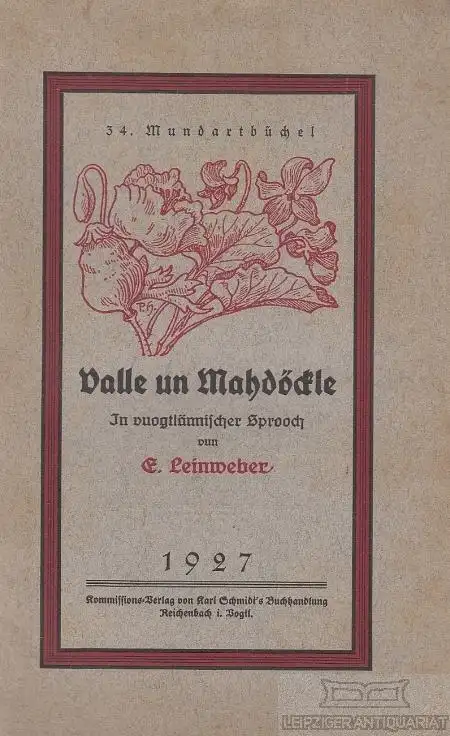 34. Mundartbüchel
PH.
Valle un Mahdöckle
In vuogtlännischer Sprooch
vun
E. Leinweber
1927
Kommissions-Verlag von Karl Schmidt's Buchhandlung
Reichenbach i. Vogtl.
LEIPZIGER ANTIQUARIAT